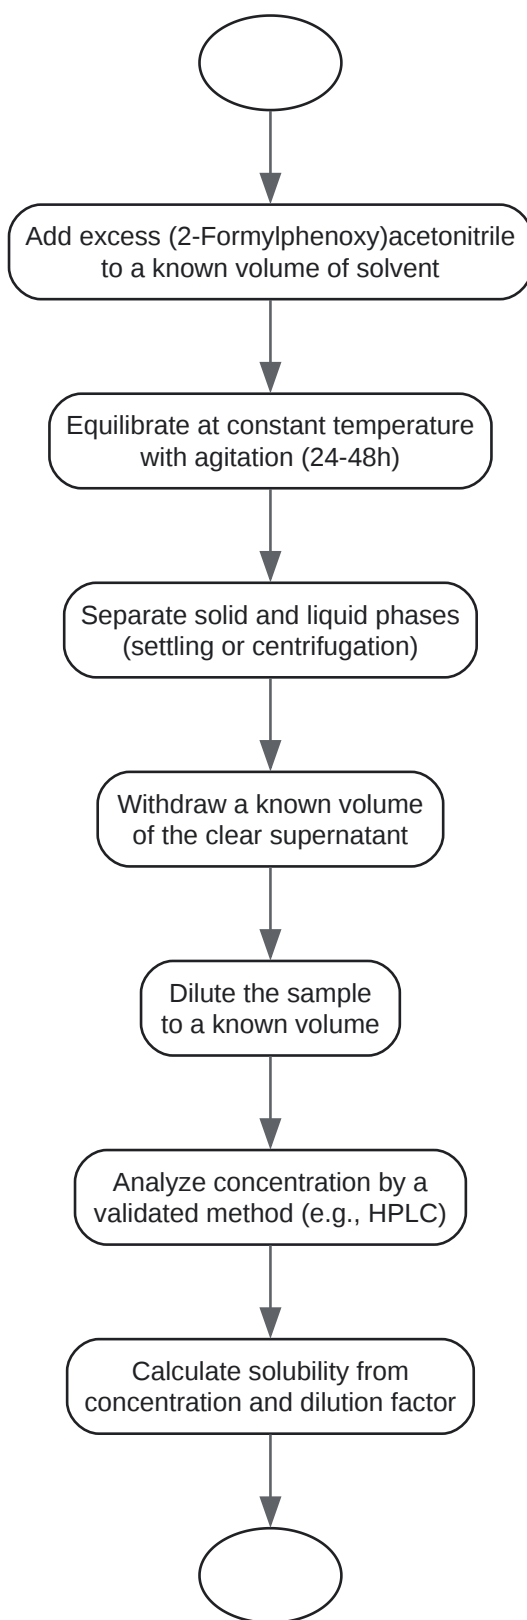 Add excess (2-Formylphenoxy)acetonitrile
to a known volume of solvent
Equilibrate at constant temperature
with agitation (24-48h)
Separate solid and liquid phases
(settling or centrifugation)
Withdraw a known volume
of the clear supernatant
Dilute the sample
to a known volume
Analyze concentration by a
validated method (e.g., HPLC)
Calculate solubility from
concentration and dilution factor